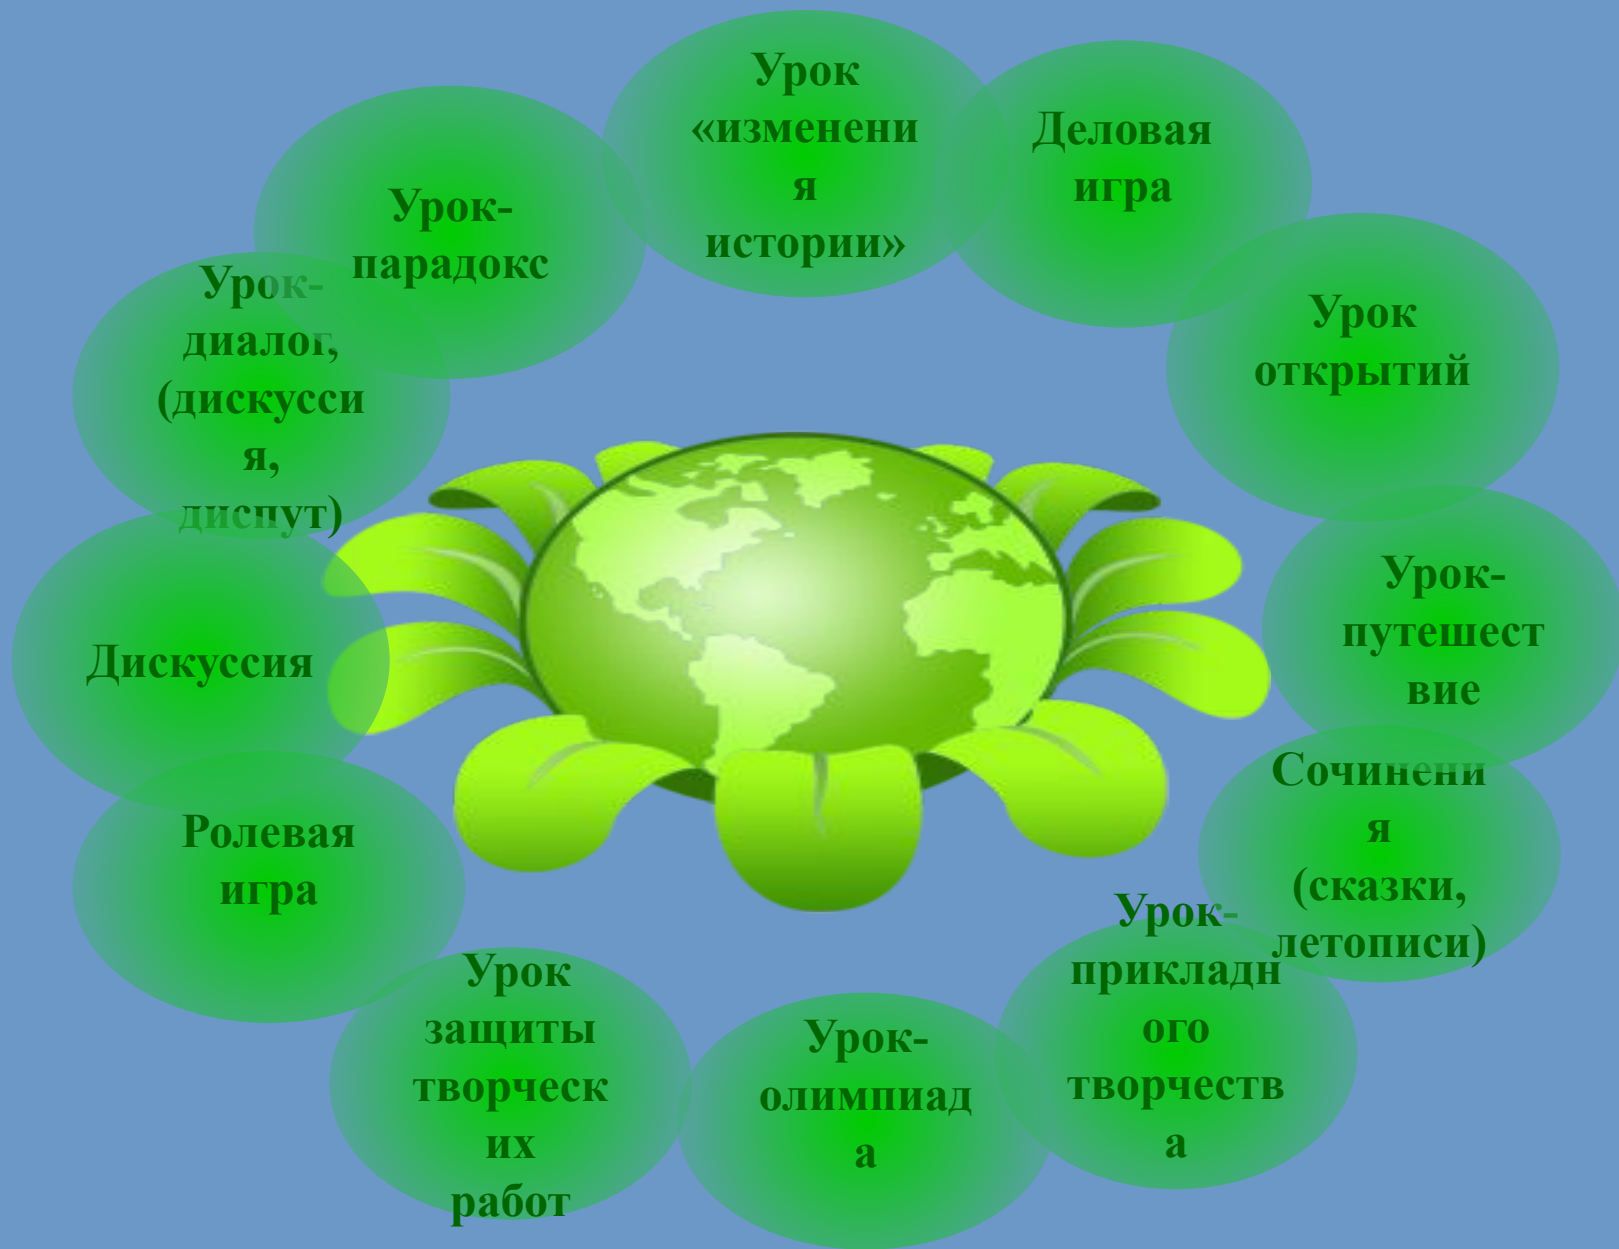 Урок
«изменени
я
истории»
Деловая
игра
Урок
открытий
Урок-
путешест
вие
Сочинени
я
(сказки,
летописи)
Урок-
прикладн
ого
творчеств
а
Урок-
олимпиад
а
Урок
защиты
творческ
их
работ
Ролевая
игра
Дискуссия
Урок-
диалог,
(дискусси
я,
диспут)
Урок-
парадокс